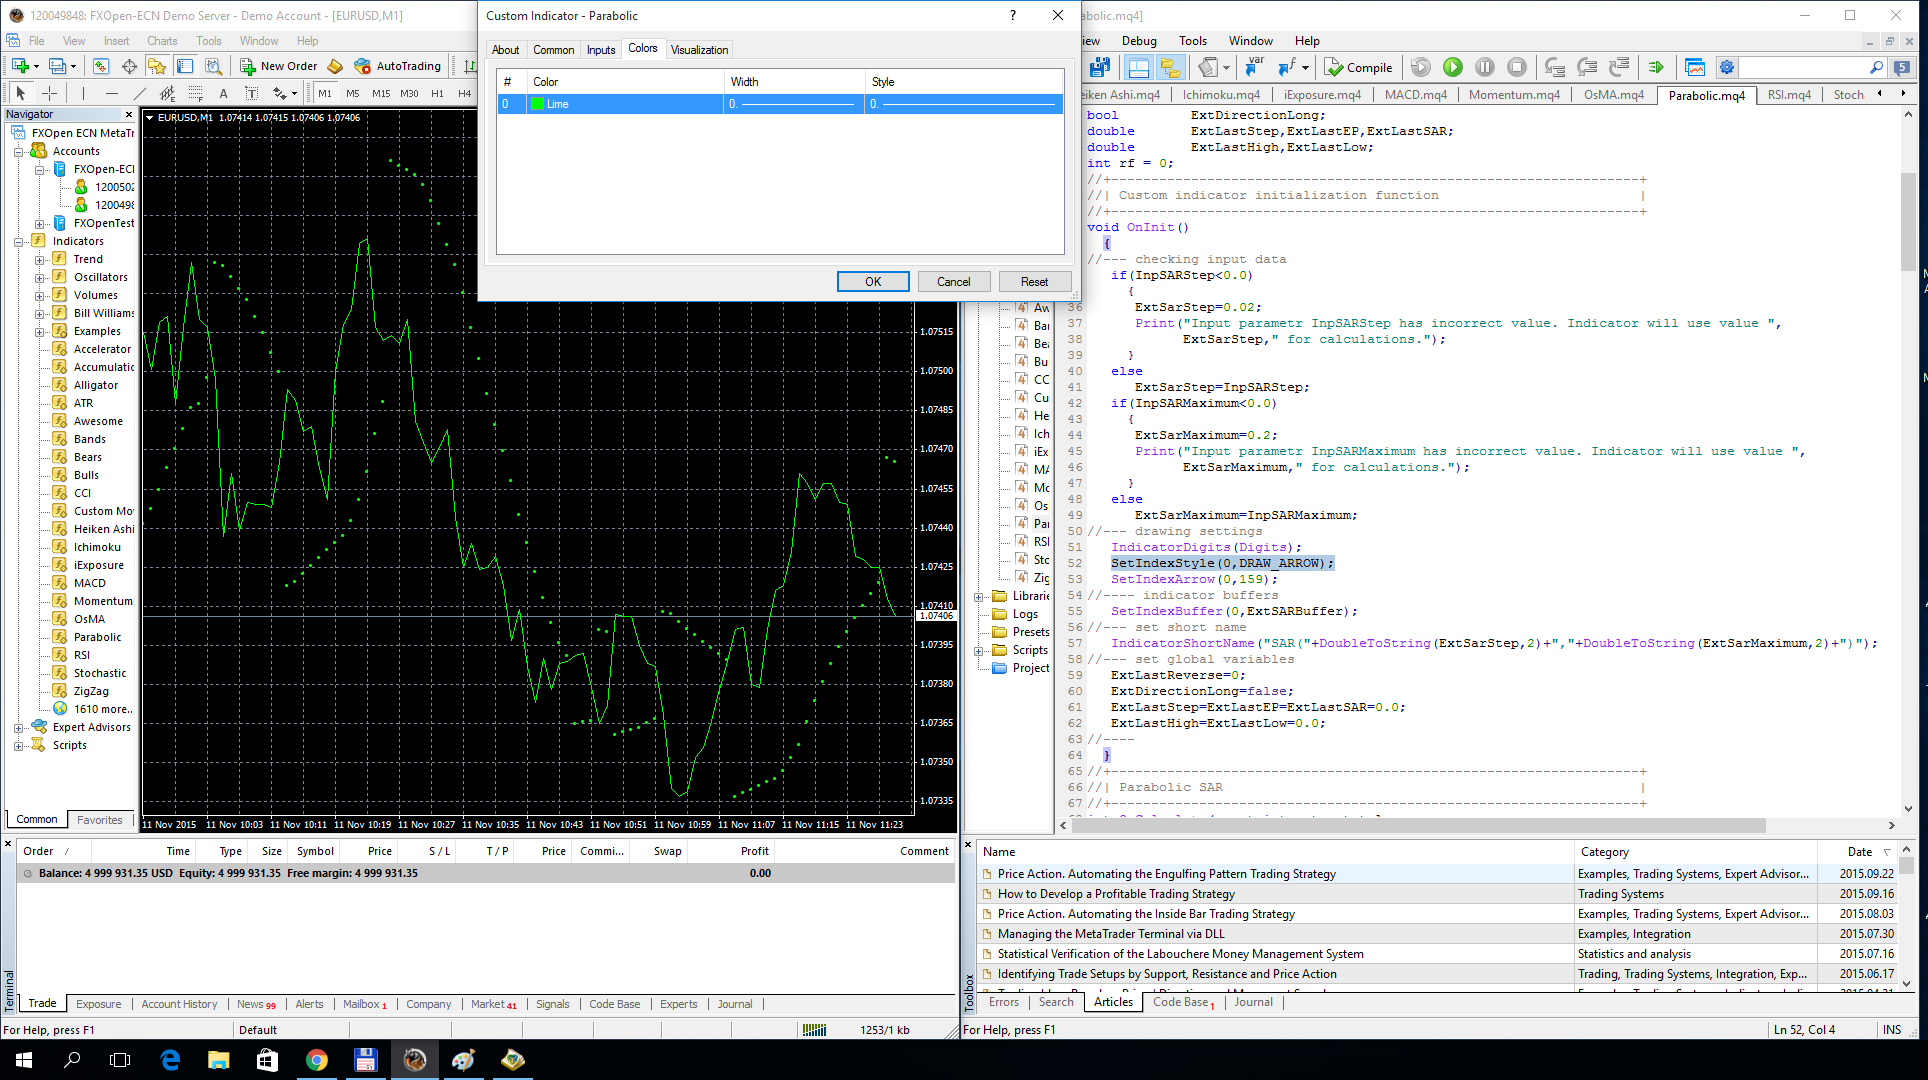 120049848: FXOpen-ECN Demo Server - Demo Account - [EURUSD,M1]
File View Insert Charts Tools Window Help
New Order AutoTrading
A T M1 M5 M15 M30 H1 H4
Navigator
FXOpen ECN MetaTr
Accounts
FXOpen-ECN
1200502
1200498
FXOpenTest
Indicators
Trend
Oscillators
Volumes
Bill Williams
Examples
Accelerator
Accumulatic
Alligator
ATR
Awesome
Bands
Bears
Bulls
CCI
Custom Mo
Heiken Ashi
Ichimoku
iExposure
MACD
Momentum
OsMA
Parabolic
RSI
Stochastic
ZigZag
1610 more...
Expert Advisors
Scripts
Common Favorites
EURUSD,M1 1.07414 1.07415 1.07406 1.07406
1.07515
1.07500
1.07485
1.07470
1.07455
1.07440
1.07425
1.07410
1.07406
1.07395
1.07380
1.07365
1.07350
1.07335
11 Nov 2015 11 Nov 10:03 11 Nov 10:11 11 Nov 10:19 11 Nov 10:27 11 Nov 10:35 11 Nov 10:43 11 Nov 10:51 11 Nov 10:59 11 Nov 11:07 11 Nov 11:15 11 Nov 11:23
Custom Indicator - Parabolic ?
About Common Inputs Colors Visualization
# Color Width Style
0 Lime 0. 0.
OK Cancel Reset
abolic.mq4]
iew Debug Tools Window Help
var f Compile 5
eiken Ashi.mq4 Ichimoku.mq4 iExposure.mq4 MACD.mq4 Momentum.mq4 OsMA.mq4 Parabolic.mq4 RSI.mq4 Stoch
Aw
Bar
Bea
Bu
CC
Cu
He
Ich
iEx
MA
Mo
Os
Par
RSI
Sto
Zig
Librarie
Logs
Presets
Scripts
Project
bool ExtDirectionLong;
double ExtLastStep,ExtLastEP,ExtLastSAR;
double ExtLastHigh,ExtLastLow;
int rf = 0;
//+------------------------------------------------------------------+
//| Custom indicator initialization function |
//+------------------------------------------------------------------+
void OnInit()
{
//--- checking input data
if(InpSARStep<0.0)
{
36 ExtSarStep=0.02;
37 Print("Input parametr InpSARStep has incorrect value. Indicator will use value ",
38 ExtSarStep," for calculations.");
39 }
40 else
41 ExtSarStep=InpSARStep;
42 if(InpSARMaximum<0.0)
43 {
44 ExtSarMaximum=0.2;
45 Print("Input parametr InpSARMaximum has incorrect value. Indicator will use value ",
46 ExtSarMaximum," for calculations.");
47 }
48 else
49 ExtSarMaximum=InpSARMaximum;
50 //--- drawing settings
51 IndicatorDigits(Digits);
52 SetIndexStyle(0,DRAW_ARROW);
53 SetIndexArrow(0,159);
54 //---- indicator buffers
55 SetIndexBuffer(0,ExtSARBuffer);
56 //--- set short name
57 IndicatorShortName("SAR("+DoubleToString(ExtSarStep,2)+","+DoubleToString(ExtSarMaximum,2)+")");
58 //--- set global variables
59 ExtLastReverse=0;
60 ExtDirectionLong=false;
61 ExtLastStep=ExtLastEP=ExtLastSAR=0.0;
62 ExtLastHigh=ExtLastLow=0.0;
63 //----
64 }
65 //+------------------------------------------------------------------+
66 //| Parabolic SAR |
67 //+------------------------------------------------------------------+
Order / Time Type Size Symbol Price S / L T / P Price Commi... Swap Profit Comment
Balance: 4 999 931.35 USD Equity: 4 999 931.35 Free margin: 4 999 931.35 0.00
Terminal
Trade Exposure Account History News 99 Alerts Mailbox 1 Company Market 41 Signals Code Base Experts Journal
For Help, press F1 Default 1253/1 kb
Name Category Date
Price Action. Automating the Engulfing Pattern Trading Strategy Examples, Trading Systems, Expert Advisor... 2015.09.22
How to Develop a Profitable Trading Strategy Trading Systems 2015.09.16
Price Action. Automating the Inside Bar Trading Strategy Examples, Trading Systems, Expert Advisor... 2015.08.03
Managing the MetaTrader Terminal via DLL Examples, Integration 2015.07.30
Statistical Verification of the Labouchere Money Management System Statistics and analysis 2015.07.16
Identifying Trade Setups by Support, Resistance and Price Action Trading, Trading Systems, Integration, Exp... 2015.06.17
Toolbox
Errors Search Articles Code Base 1 Journal
For Help, press F1 Ln 52, Col 4 INS